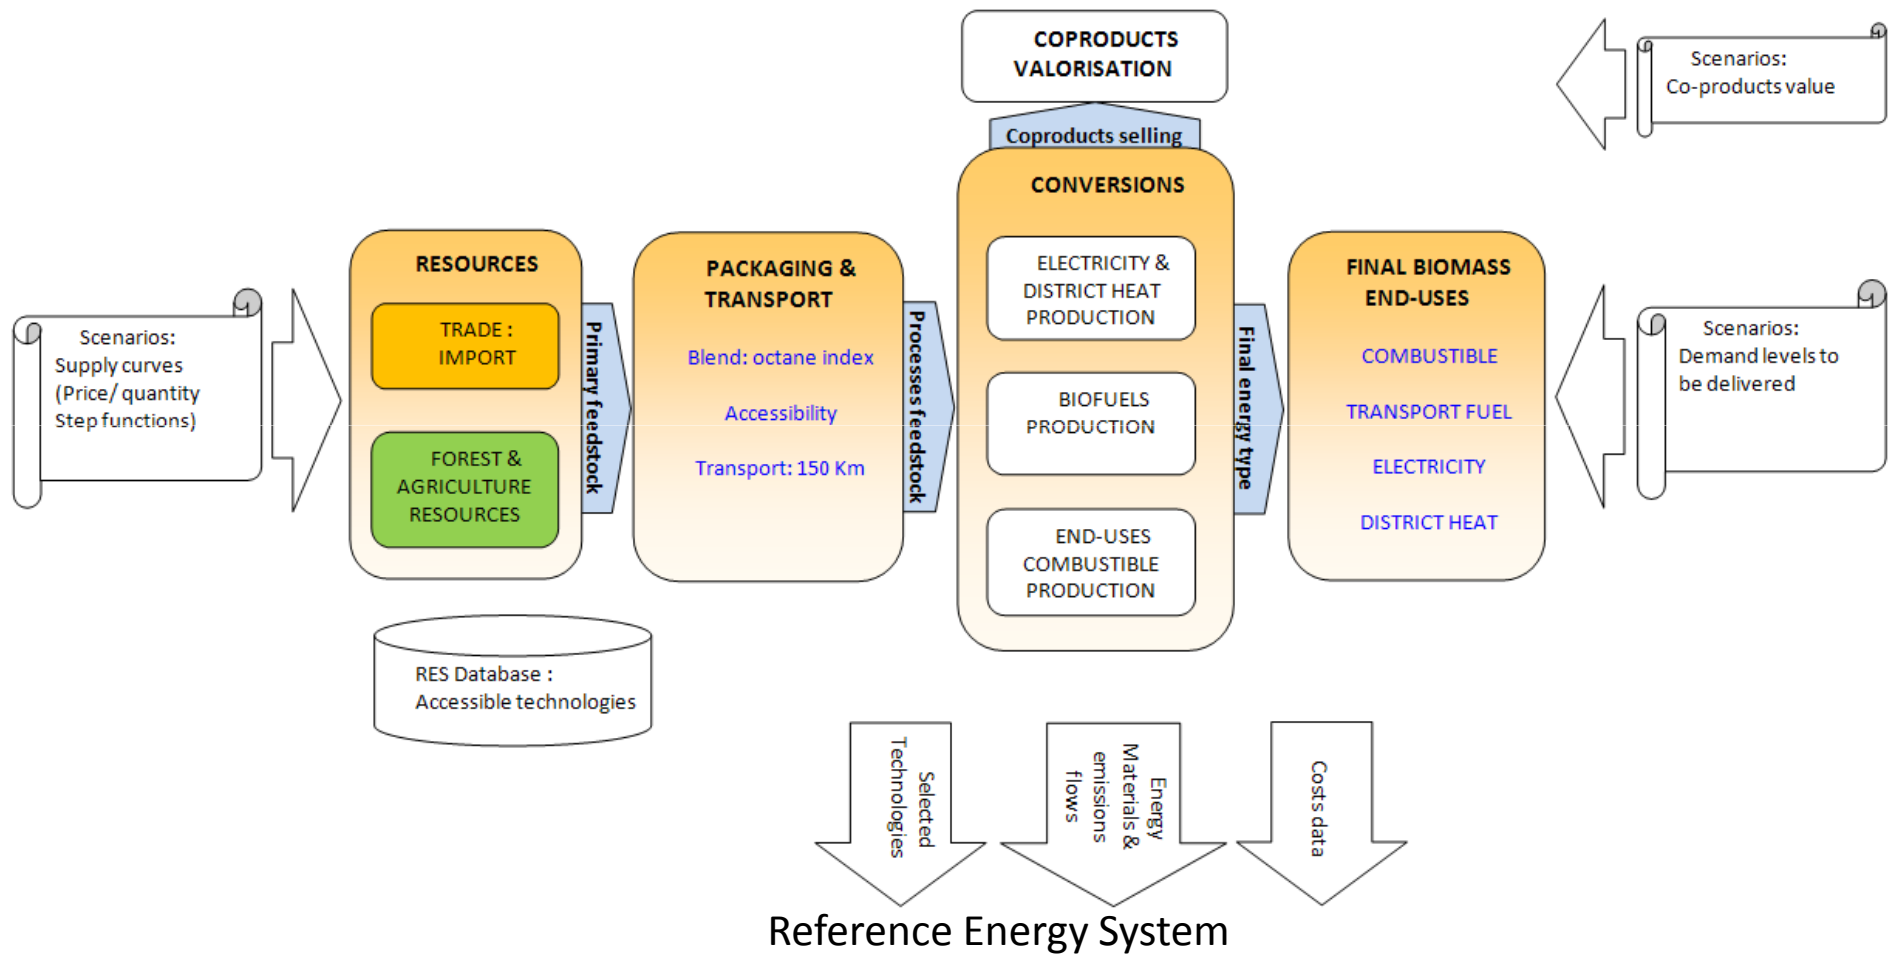 COPRODUCTS
VALORISATION
Scenarios:
Co-products value
Coproducts selling
CONVERSIONS
RESOURCES
TRADE :
IMPORT
FOREST &
AGRICULTURE
RESOURCES
Primary feedstock
PACKAGING &
TRANSPORT
Blend: octane index
Accessibility
Transport: 150 Km
Processes feedstock
ELECTRICITY &
DISTRICT HEAT
PRODUCTION
BIOFUELS
PRODUCTION
END-USES
COMBUSTIBLE
PRODUCTION
Final energy type
FINAL BIOMASS
END-USES
COMBUSTIBLE
TRANSPORT FUEL
ELECTRICITY
DISTRICT HEAT
Scenarios:
Supply curves
(Price/ quantity
Step functions)
Scenarios:
Demand levels to
be delivered
RES Database :
Accessible technologies
Selected
Technologies
Energy
Materials &
emissions
flows
Costs data
Reference Energy System